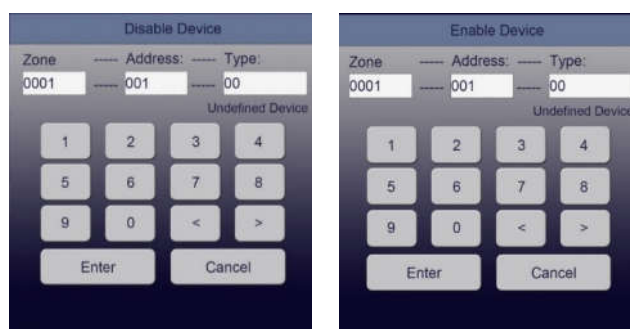 Disable Device
Zone ----- Address: ----- Type:
0001 ----- 001 ----- 00
Undefined Device
1 2 3 4
5 6 7 8
9 0 < >
Enter Cancel
Enable Device
Zone ---- Address: ---- Type:
0001 ---- 001 ---- 00
Undefined Device
1 2 3 4
5 6 7 8
9 0 < >
Enter Cancel